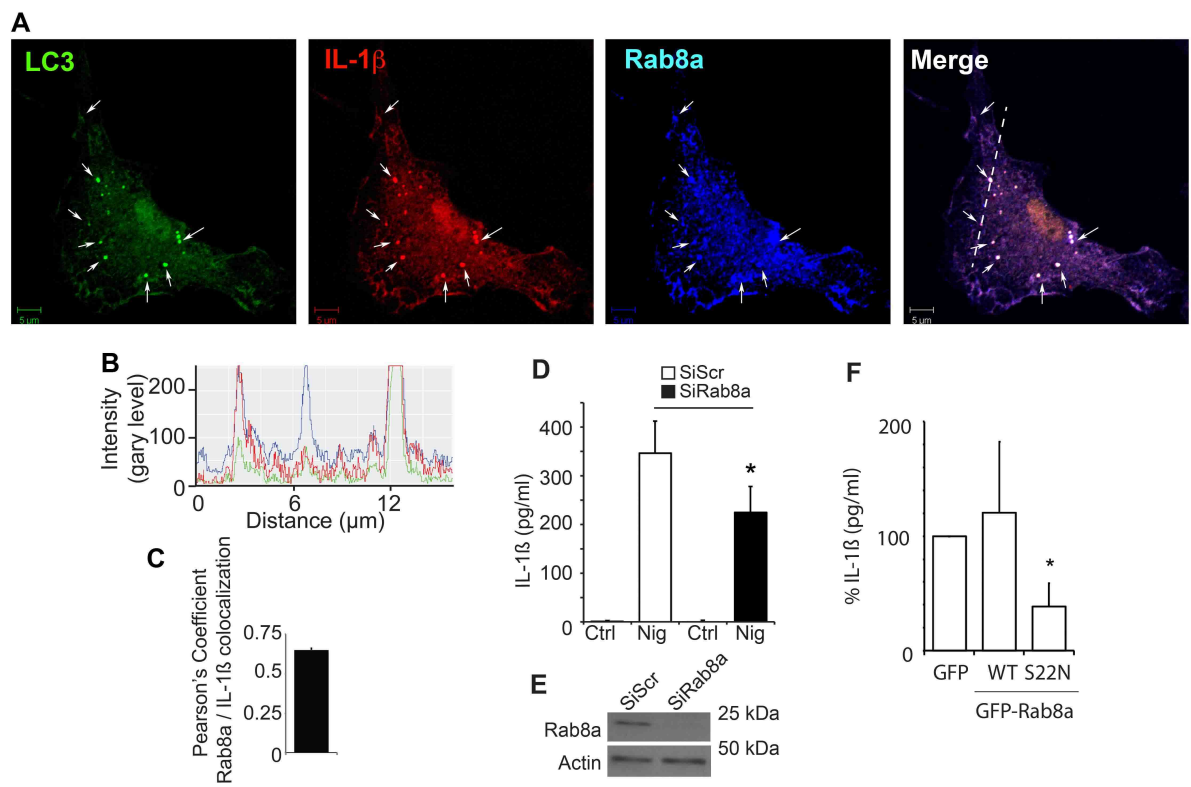 A
LC3
IL-1β
Rab8a
Merge
5 µm
5 µm
5 µm
5 µm
B
Intensity
(gary level)
200
100
0
0
6
12
Distance (µm)
C
Pearson's Coefficient
Rab8a / IL-1ß colocalization
0.75
0.5
0.25
0
D
SiScr
SiRab8a
IL-1ß (pg/ml)
400
300
200
100
0
*
Ctrl
Nig
Ctrl
Nig
E
SiScr
SiRab8a
Rab8a
25 kDa
50 kDa
Actin
F
% IL-1ß (pg/ml)
200
100
0
*
GFP
WT
S22N
GFP-Rab8a